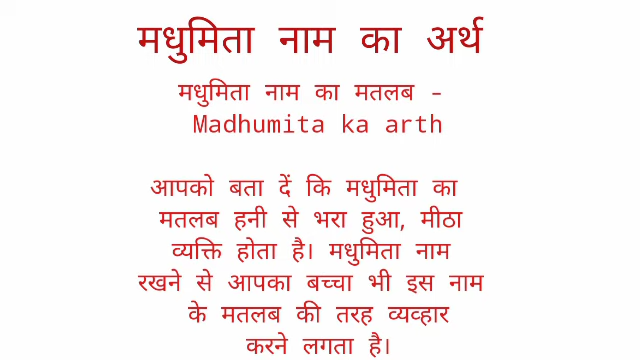 मधुमिता नाम का अर्थ
मधुमिता नाम का मतलब -
Madhumita ka arth
आपको बता दें कि मधुमिता का
मतलब हनी से भरा हुआ, मीठा
व्यक्ति होता है। मधुमिता नाम
रखने से आपका बच्चा भी इस नाम
के मतलब की तरह व्यव्हार
करने लगता है।